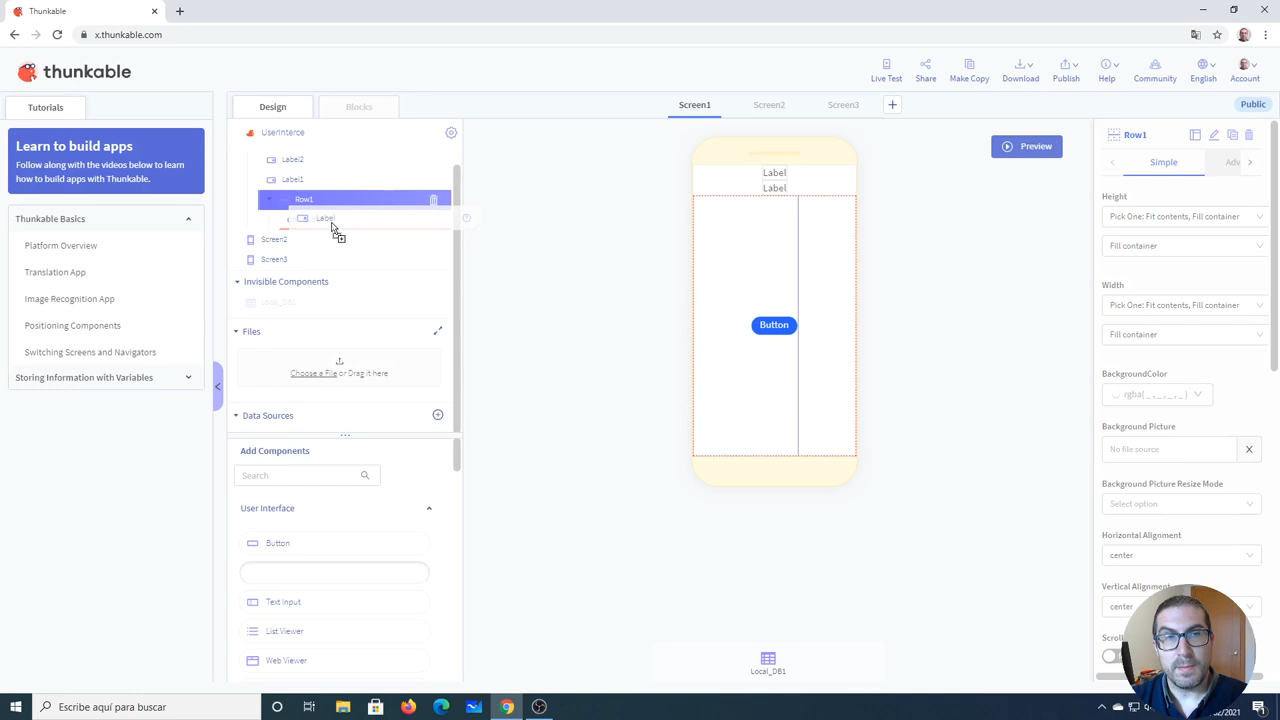 Thunkable
x.thunkable.com
thunkable
Live Test
Share
Make Copy
Download
Publish
Help
Community
English
Account
Tutorials
Design
Blocks
Screen1
Screen2
Screen3
Public
Learn to build apps
Follow along with the videos below to learn
how to build apps with Thunkable.
Thunkable Basics
Platform Overview
Translation App
Image Recognition App
Positioning Components
Switching Screens and Navigators
Storing Information with Variables
UserInterce
Label2
Label1
Row1
Label
Screen2
Screen3
Invisible Components
Local_DB1
Files
Choose a File or Drag it here
Data Sources
Add Components
Search
User Interface
Button
Text Input
List Viewer
Web Viewer
Label
Label
Button
Local_DB1
Preview
Row1
Simple
Adv
Height
Pick One: Fit contents, Fill container
Fill container
Width
Pick One: Fit contents, Fill container
Fill container
BackgroundColor
rgba( _ , _ , _ , _ )
Background Picture
No file source
X
Background Picture Resize Mode
Select option
Horizontal Alignment
center
Vertical Alignment
center
Escribe aquí para buscar